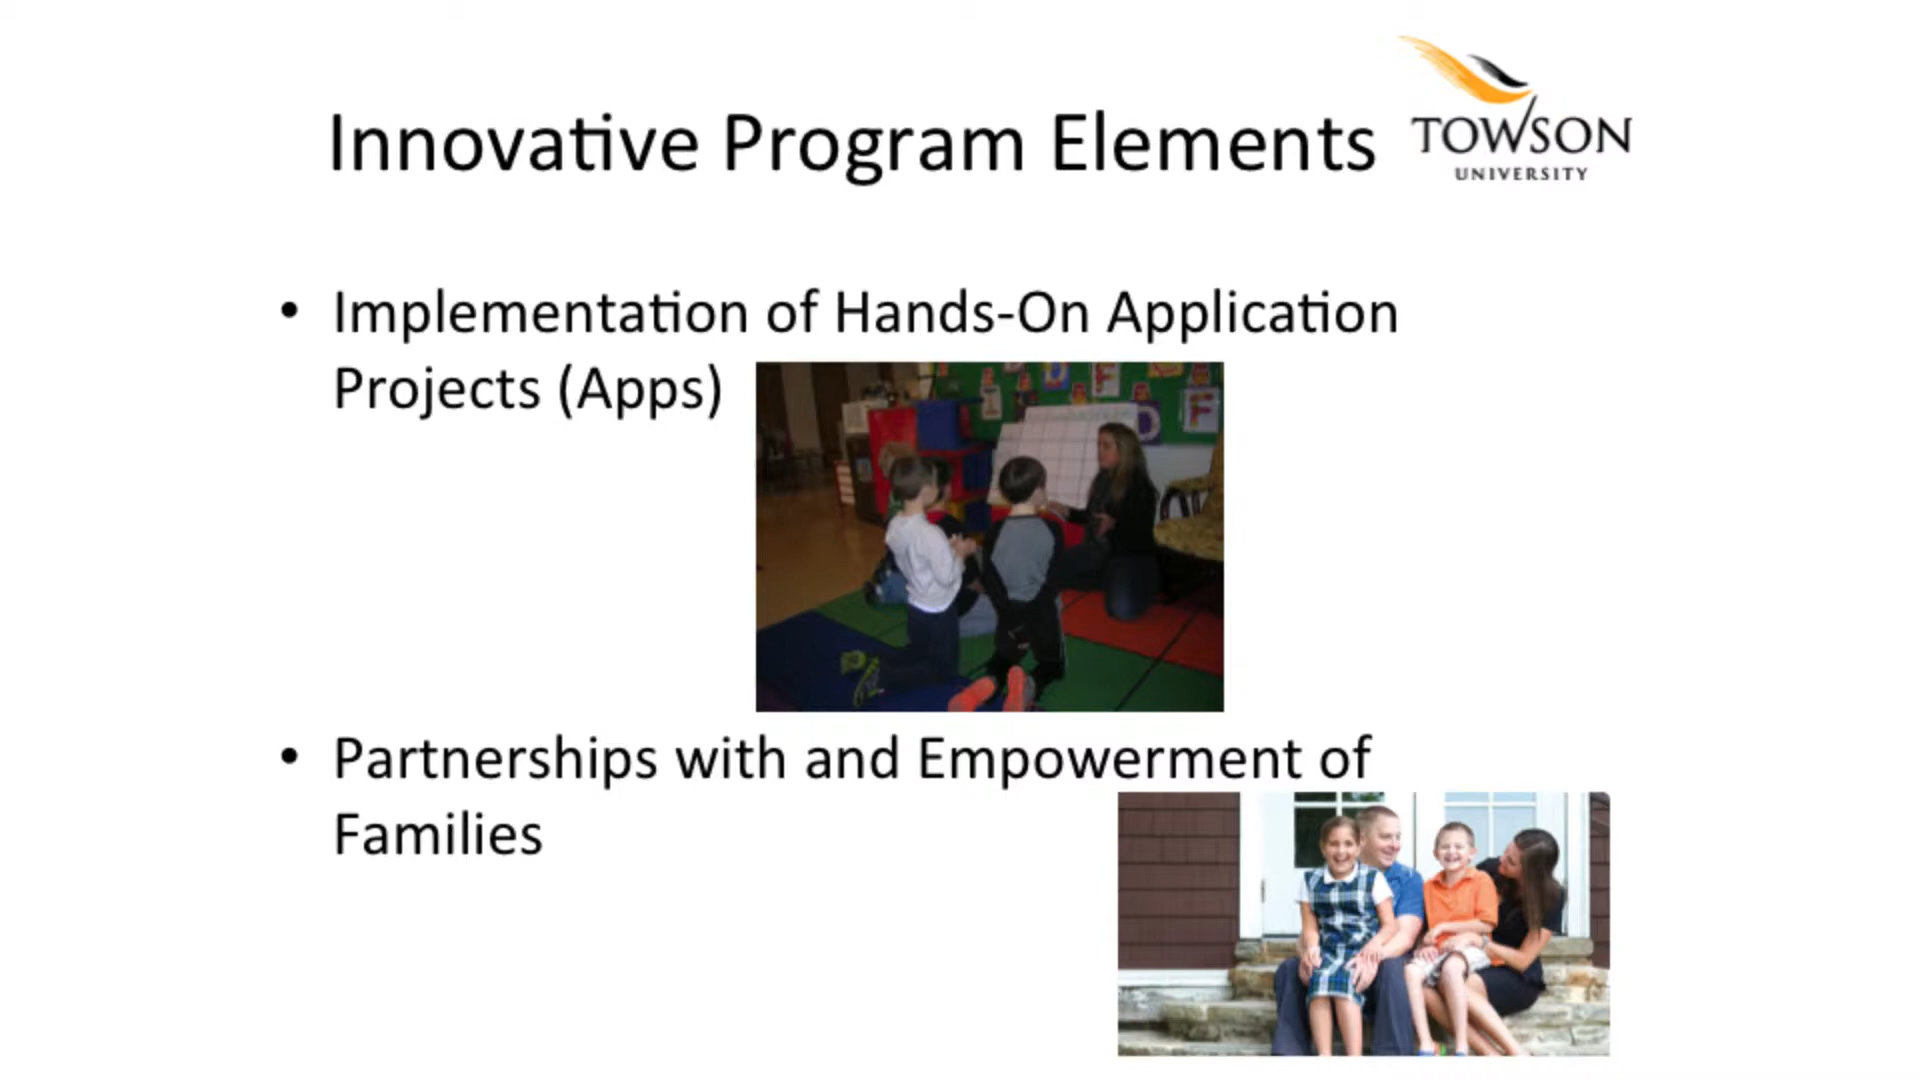 Innovative Program Elements
TOWSON
UNIVERSITY
• Implementation of Hands-On Application
Projects (Apps)
• Partnerships with and Empowerment of
Families